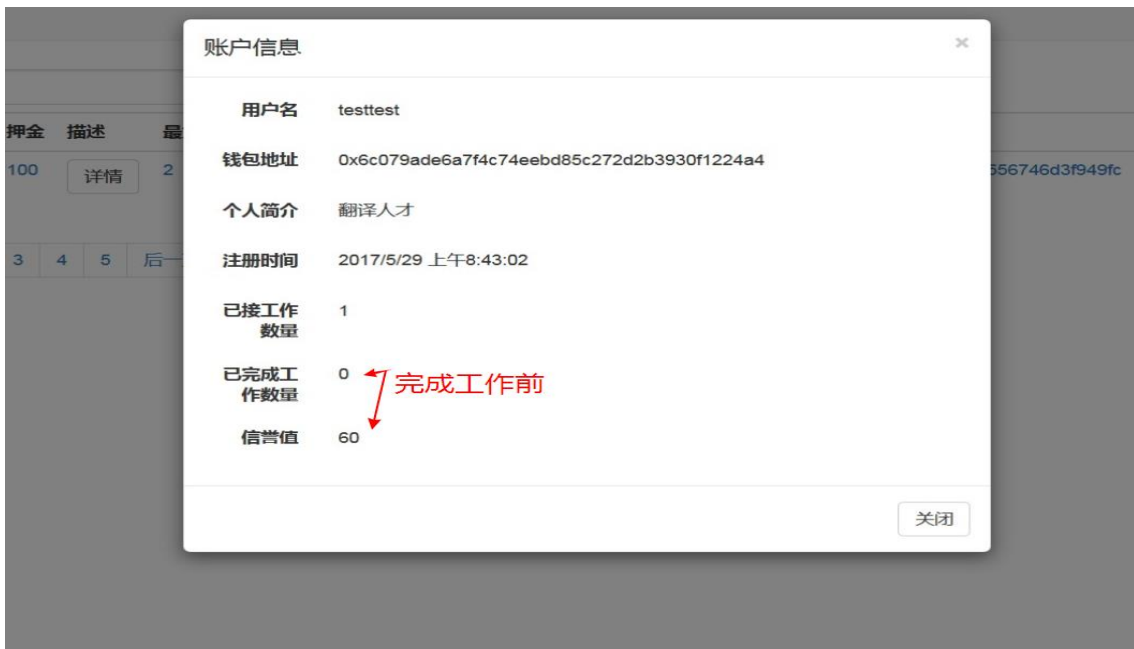 账户信息
×
用户名 testtest
钱包地址 0x6c079ade6a7f4c74eebd85c272d2b3930f1224a4
个人简介 翻译人才
注册时间 2017/5/29 上午8:43:02
已接工作
数量 1
已完成工
作数量 0
完成工作前
信誉值 60
关闭
押金 描述 最
100 详情 2 556746d3f949fc
3 4 5 后一